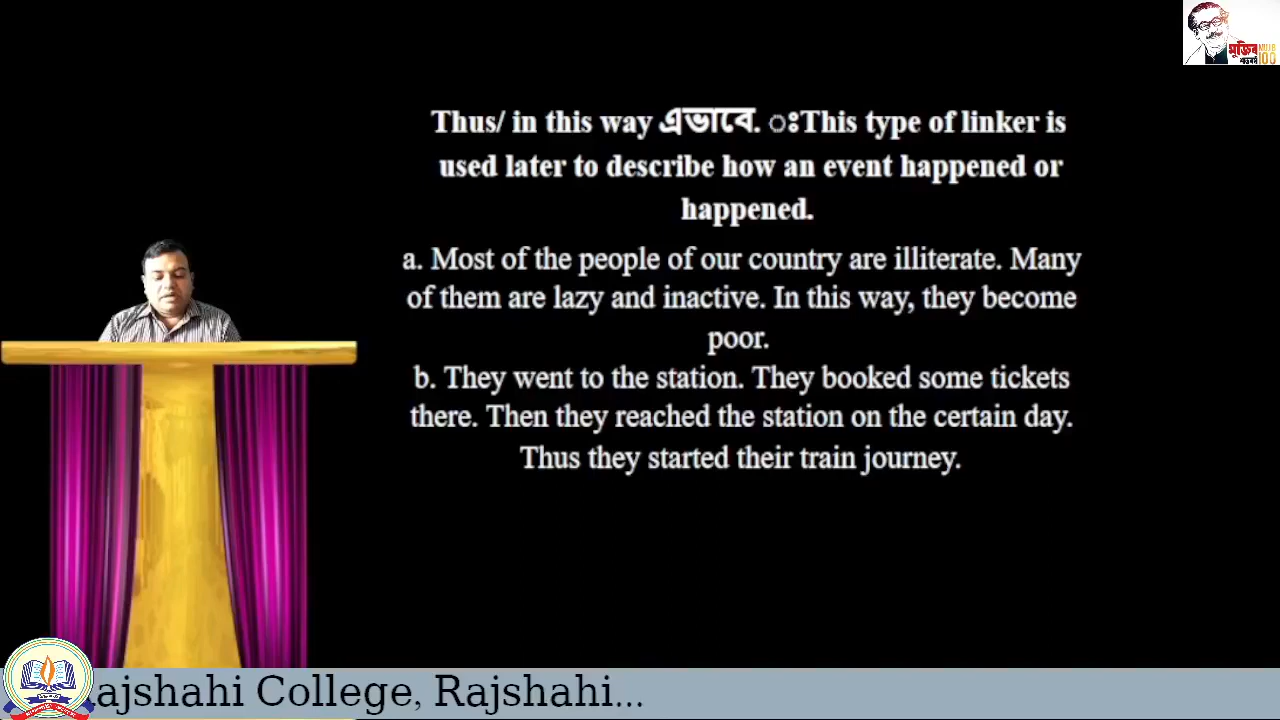 মুজিব 100
শতবর্ষ
Thus/ in this way এভাবে. ঃThis type of linker is
used later to describe how an event happened or
happened.
a. Most of the people of our country are illiterate. Many
of them are lazy and inactive. In this way, they become
poor.
b. They went to the station. They booked some tickets
there. Then they reached the station on the certain day.
Thus they started their train journey.
ajshahi College, Rajshahi...